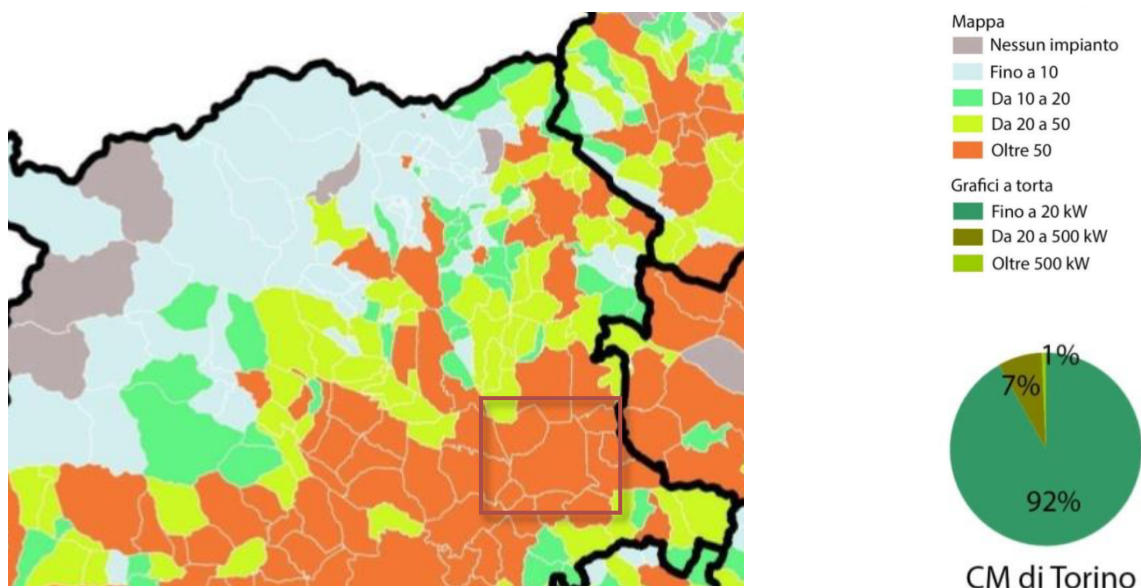 Mappa
Nessun impianto
Fino a 10
Da 10 a 20
Da 20 a 50
Oltre 50
Grafici a torta
Fino a 20 kW
Da 20 a 500 kW
Oltre 500 kW
1%
7%
92%
CM di Torino